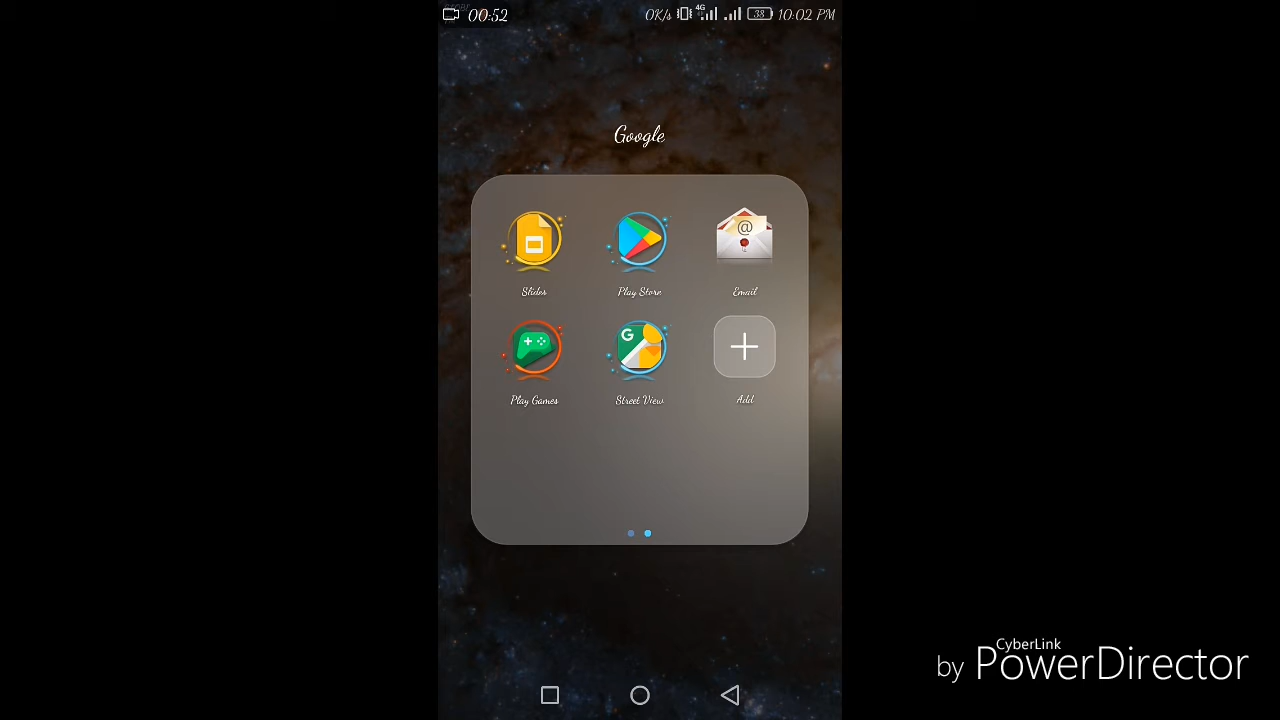 00:52 0K/s 4G 38 10:02 PM
Google
Slides Play Store Email
@
G
Play Games Street View Add
CyberLink
by PowerDirector